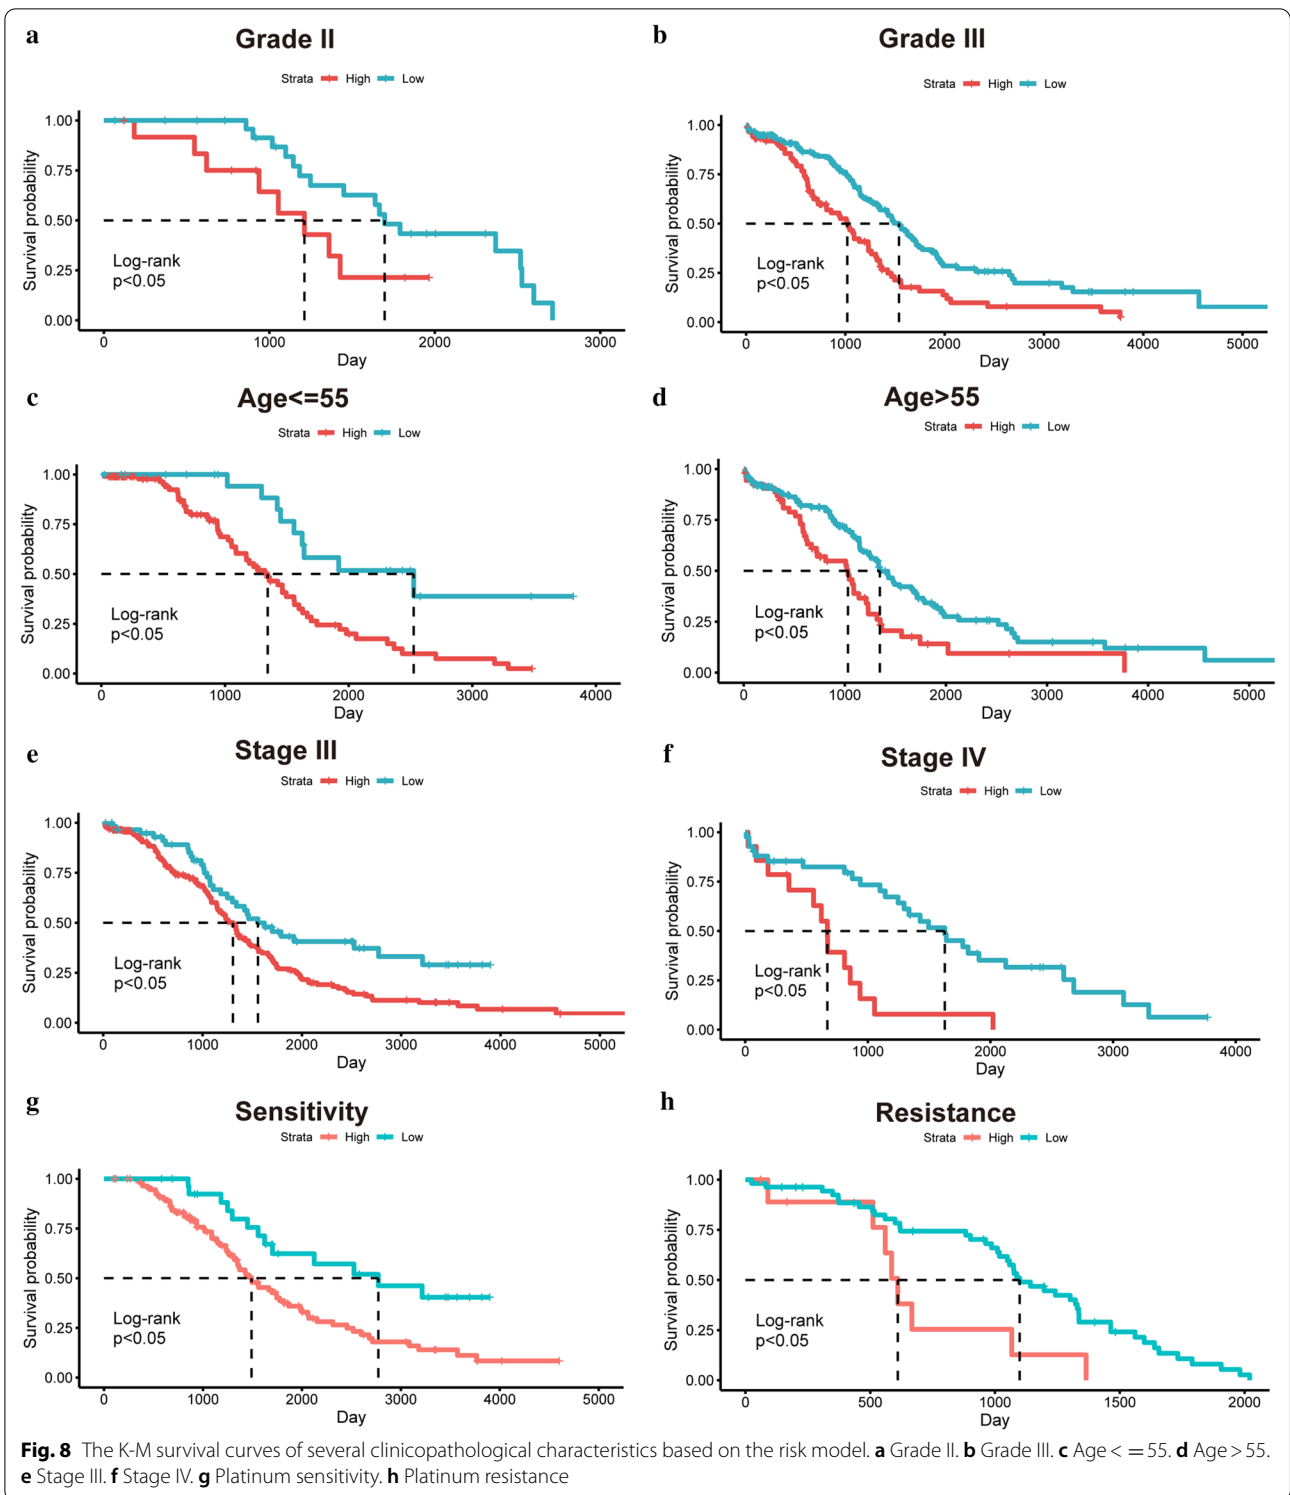 a
Grade II
Strata High Low
1.00
0.75
0.50
0.25
0.00
Survival probability
Log-rank
p<0.05
0 1000 2000 3000
Day
b
Grade III
Strata High Low
1.00
0.75
0.50
0.25
0.00
Survival probability
Log-rank
p<0.05
0 1000 2000 3000 4000 5000
Day
c
Age<=55
Strata High Low
1.00
0.75
0.50
0.25
0.00
Survival probability
Log-rank
p<0.05
0 1000 2000 3000 4000
Day
d
Age>55
Strata High Low
1.00
0.75
0.50
0.25
0.00
Survival probability
Log-rank
p<0.05
0 1000 2000 3000 4000 5000
Day
e
Stage III
Strata High Low
1.00
0.75
0.50
0.25
0.00
Survival probability
Log-rank
p<0.05
0 1000 2000 3000 4000 5000
Day
f
Stage IV
Strata High Low
1.00
0.75
0.50
0.25
0.00
Survival probability
Log-rank
p<0.05
0 1000 2000 3000 4000
Day
g
Sensitivity
Strata High Low
1.00
0.75
0.50
0.25
0.00
Survival probability
Log-rank
p<0.05
0 1000 2000 3000 4000 5000
Day
h
Resistance
Strata High Low
1.00
0.75
0.50
0.25
0.00
Survival probability
Log-rank
p<0.05
0 500 1000 1500 2000
Day
Fig. 8 The K-M survival curves of several clinicopathological characteristics based on the risk model. a Grade II. b Grade III. c Age < = 55. d Age > 55.
e Stage III. f Stage IV. g Platinum sensitivity. h Platinum resistance